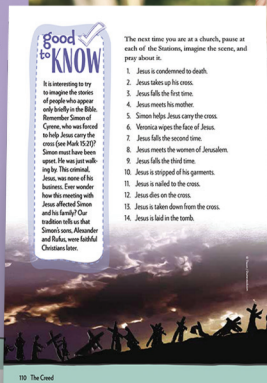 good
to KNOW
It is interesting to try
to imagine the stories
of people who appear
only briefly in the Bible.
Remember Simon of
Cyrene, who was forced
to help Jesus carry the
cross (see Mark 15:21)?
Simon must have been
upset. He was just walk-
ing by. This criminal,
Jesus, was none of his
business. Ever wonder
how this meeting with
Jesus affected Simon
and his family? Our
tradition tells us that
Simon's sons, Alexander
and Rufus, were faithful
Christians later.
The next time you are at a church, pause at
each of the Stations, imagine the scene, and
pray about it.
1. Jesus is condemned to death.
2. Jesus takes up his cross.
3. Jesus falls the first time.
4. Jesus meets his mother.
5. Simon helps Jesus carry the cross.
6. Veronica wipes the face of Jesus.
7. Jesus falls the second time.
8. Jesus meets the women of Jerusalem.
9. Jesus falls the third time.
10. Jesus is stripped of his garments.
11. Jesus is nailed to the cross.
12. Jesus dies on the cross.
13. Jesus is taken down from the cross.
14. Jesus is laid in the tomb.
110 The Creed